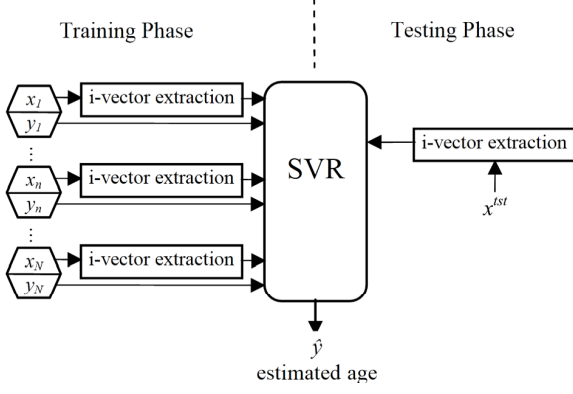 Training Phase
Testing Phase
x1
i-vector extraction
y1
⋮
xn
i-vector extraction
yn
⋮
xN
i-vector extraction
yN
SVR
i-vector extraction
x^tst
ŷ
estimated age